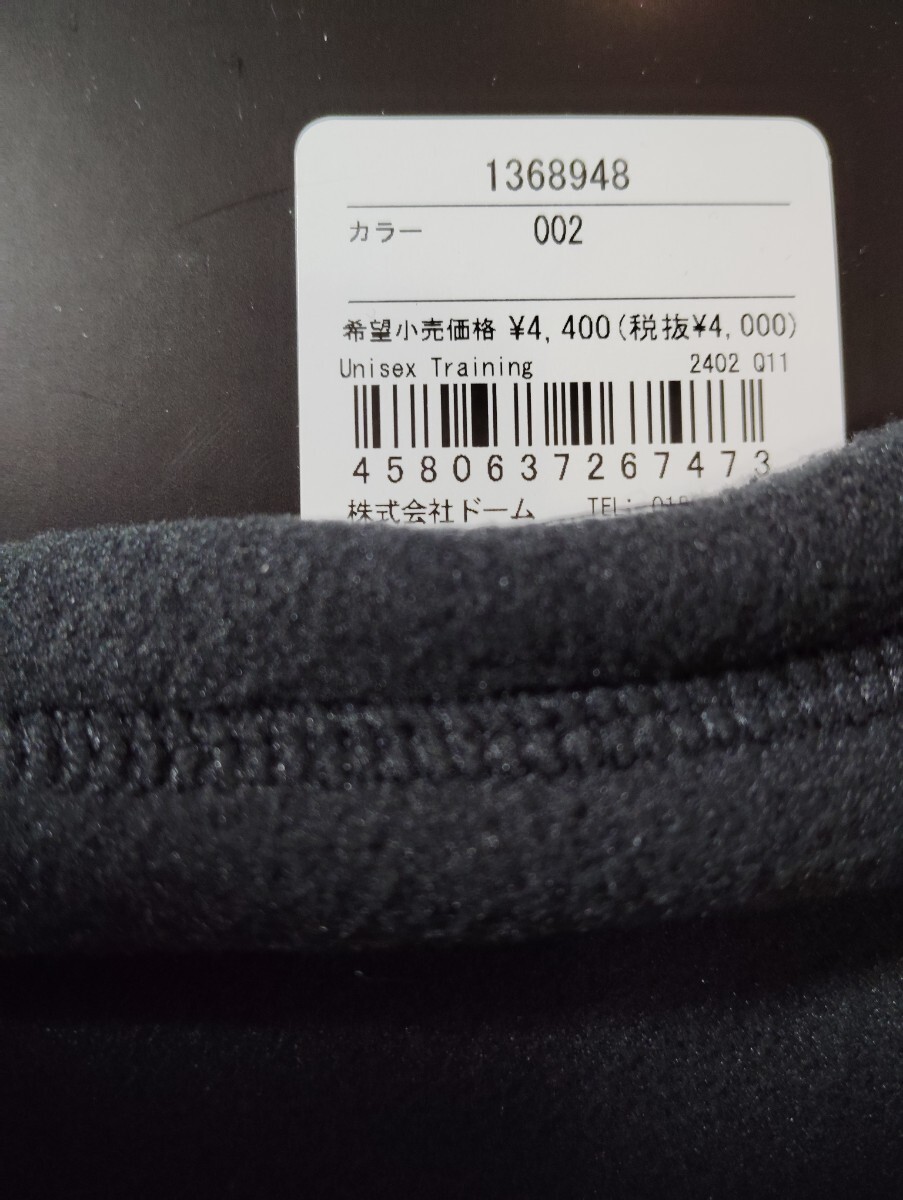 1368948
カラー 002
希望小売価格 ¥4,400(税抜¥4,000)
Unisex Training 2402 Q11
4580637267473
株式会社ドーム TEL: